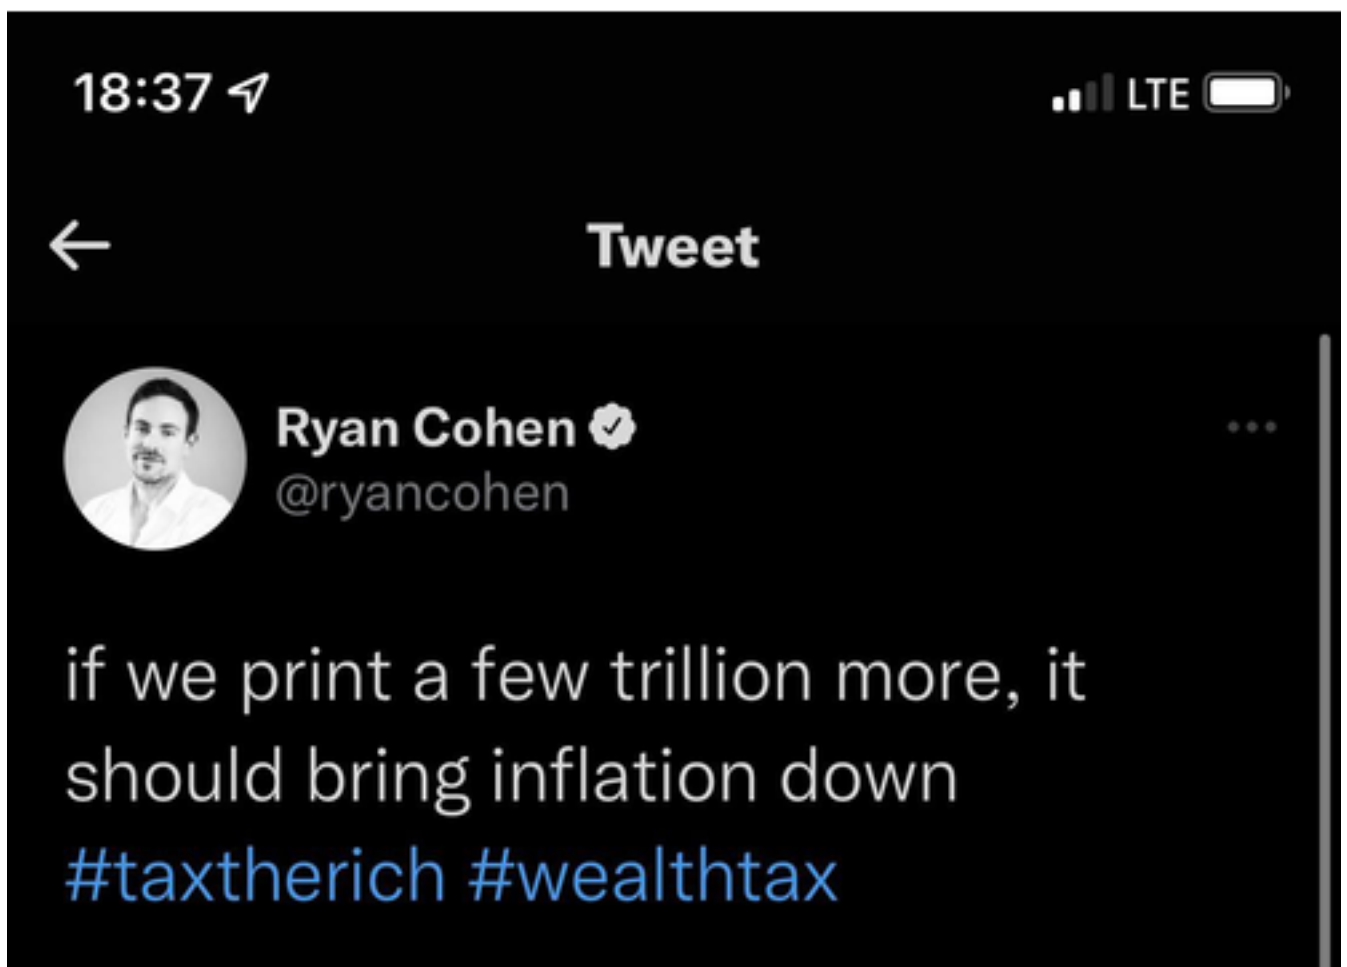 18:37
LTE
Tweet
Ryan Cohen
@ryancohen
if we print a few trillion more, it
should bring inflation down
#taxtherich #wealthtax